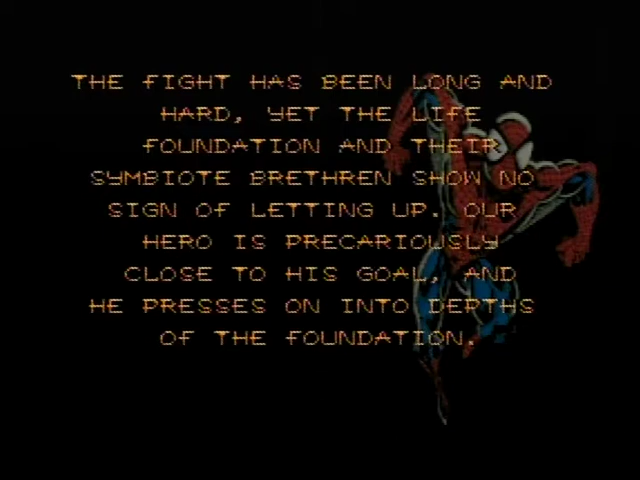 THE FIGHT HAS BEEN LONG AND
HARD, YET THE LIFE
FOUNDATION AND THEIR
SYMBIOTE BRETHREN SHOW NO
SIGN OF LETTING UP. OUR
HERO IS PRECARIOUSLY
CLOSE TO HIS GOAL, AND
HE PRESSES ON INTO DEPTHS
OF THE FOUNDATION.